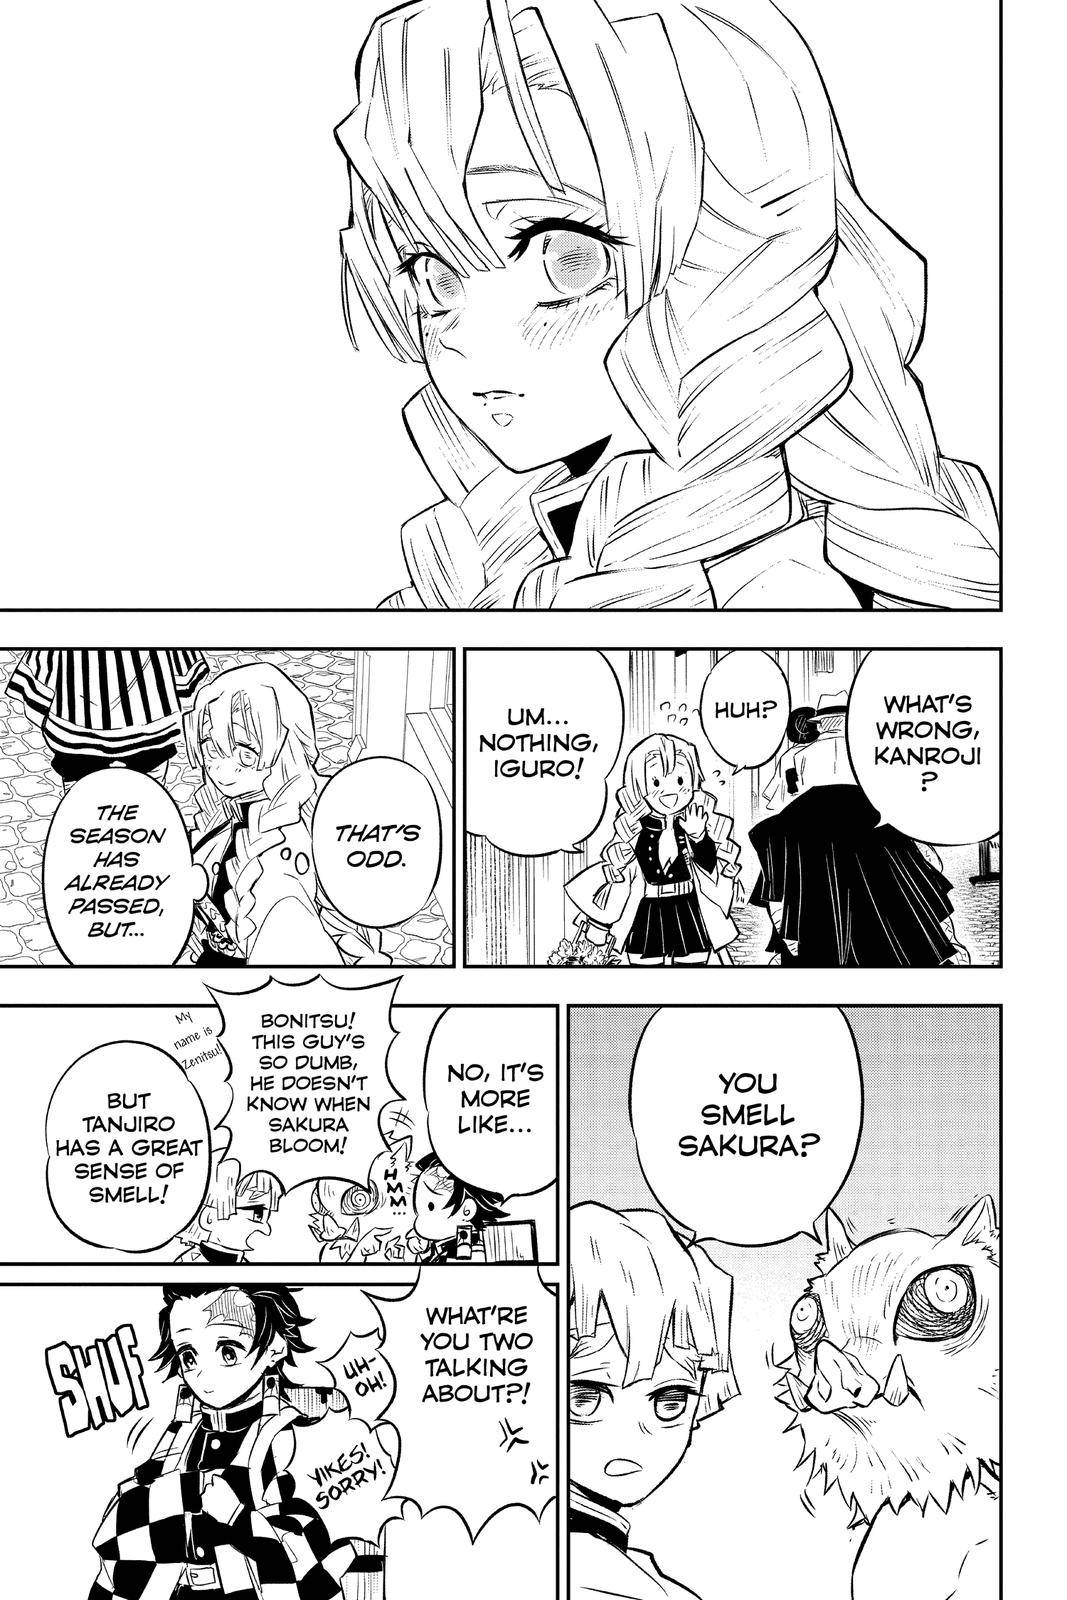 WHAT'S
WRONG,
KANROJI
?
HUH?
UM...
NOTHING,
IGURO!
THAT'S
ODD.
THE
SEASON
HAS
ALREADY
PASSED,
BUT...
YOU
SMELL
SAKURA?
NO, IT'S
MORE
LIKE...
HMM...
BONITSU!
THIS GUY'S
SO DUMB,
HE DOESN'T
KNOW WHEN
SAKURA
BLOOM!
My
name is
Zenitsu!
BUT
TANJIRO
HAS A GREAT
SENSE OF
SMELL!
WHAT'RE
YOU TWO
TALKING
ABOUT?!
UH-
OH!
YIKES!
SORRY!
SHUF